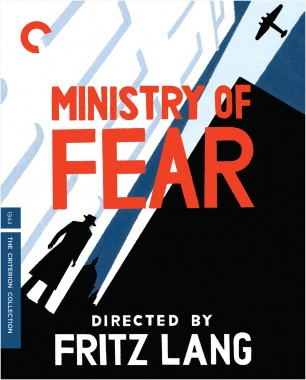 MINISTRY OF
FEAR
1944
THE CRITERION COLLECTION
DIRECTED BY
FRITZ LANG